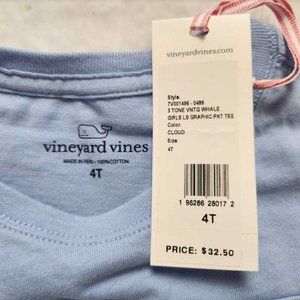 vineyard vines
MADE IN PERU • 100% COTTON
4T
vineyardvines.com
Style:
7V001496 - 0486
3 TONE VNTG WHALE
GIRLS LS GRAPHIC PKT TEE
Color
CLOUD
Size:
4T
1 96286 28017 2
4T
PRICE: $32.50